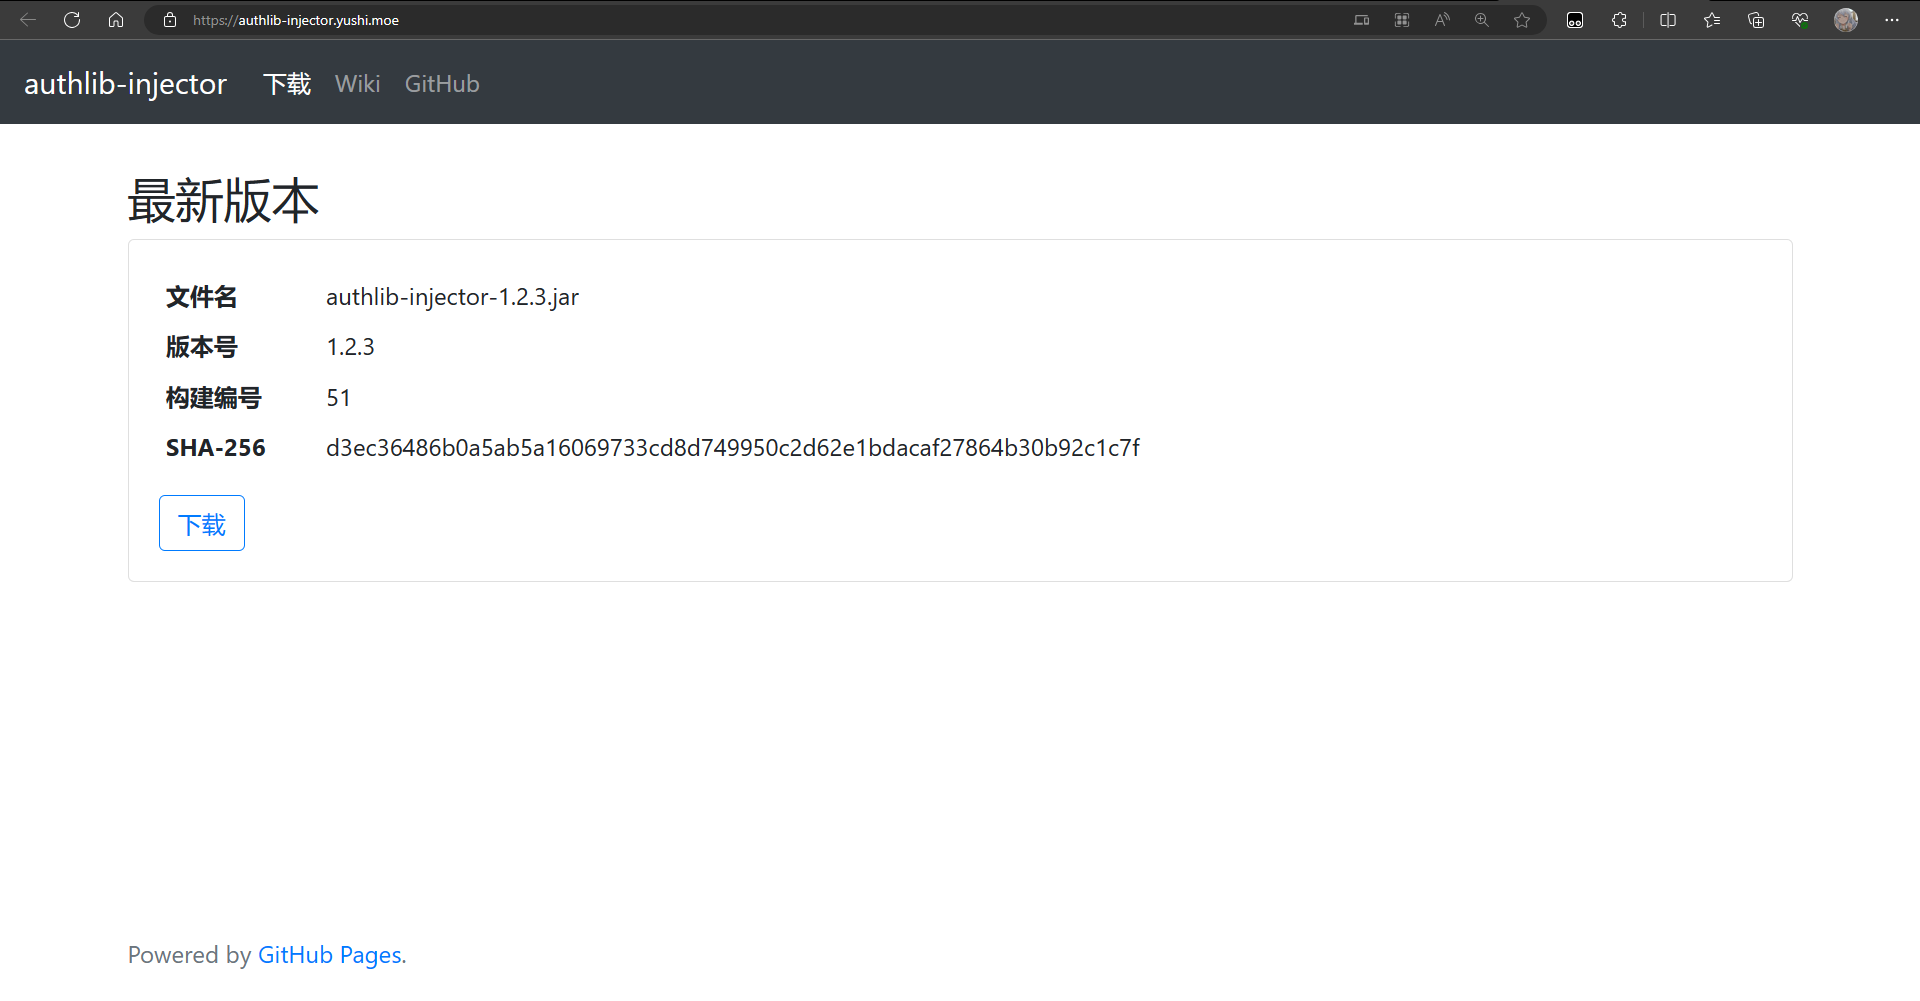 https://authlib-injector.yushi.moe
authlib-injector 下载 Wiki GitHub
最新版本
文件名 authlib-injector-1.2.3.jar
版本号 1.2.3
构建编号 51
SHA-256 d3ec36486b0a5ab5a16069733cd8d749950c2d62e1bdacaf27864b30b92c1c7f
下载
Powered by GitHub Pages.